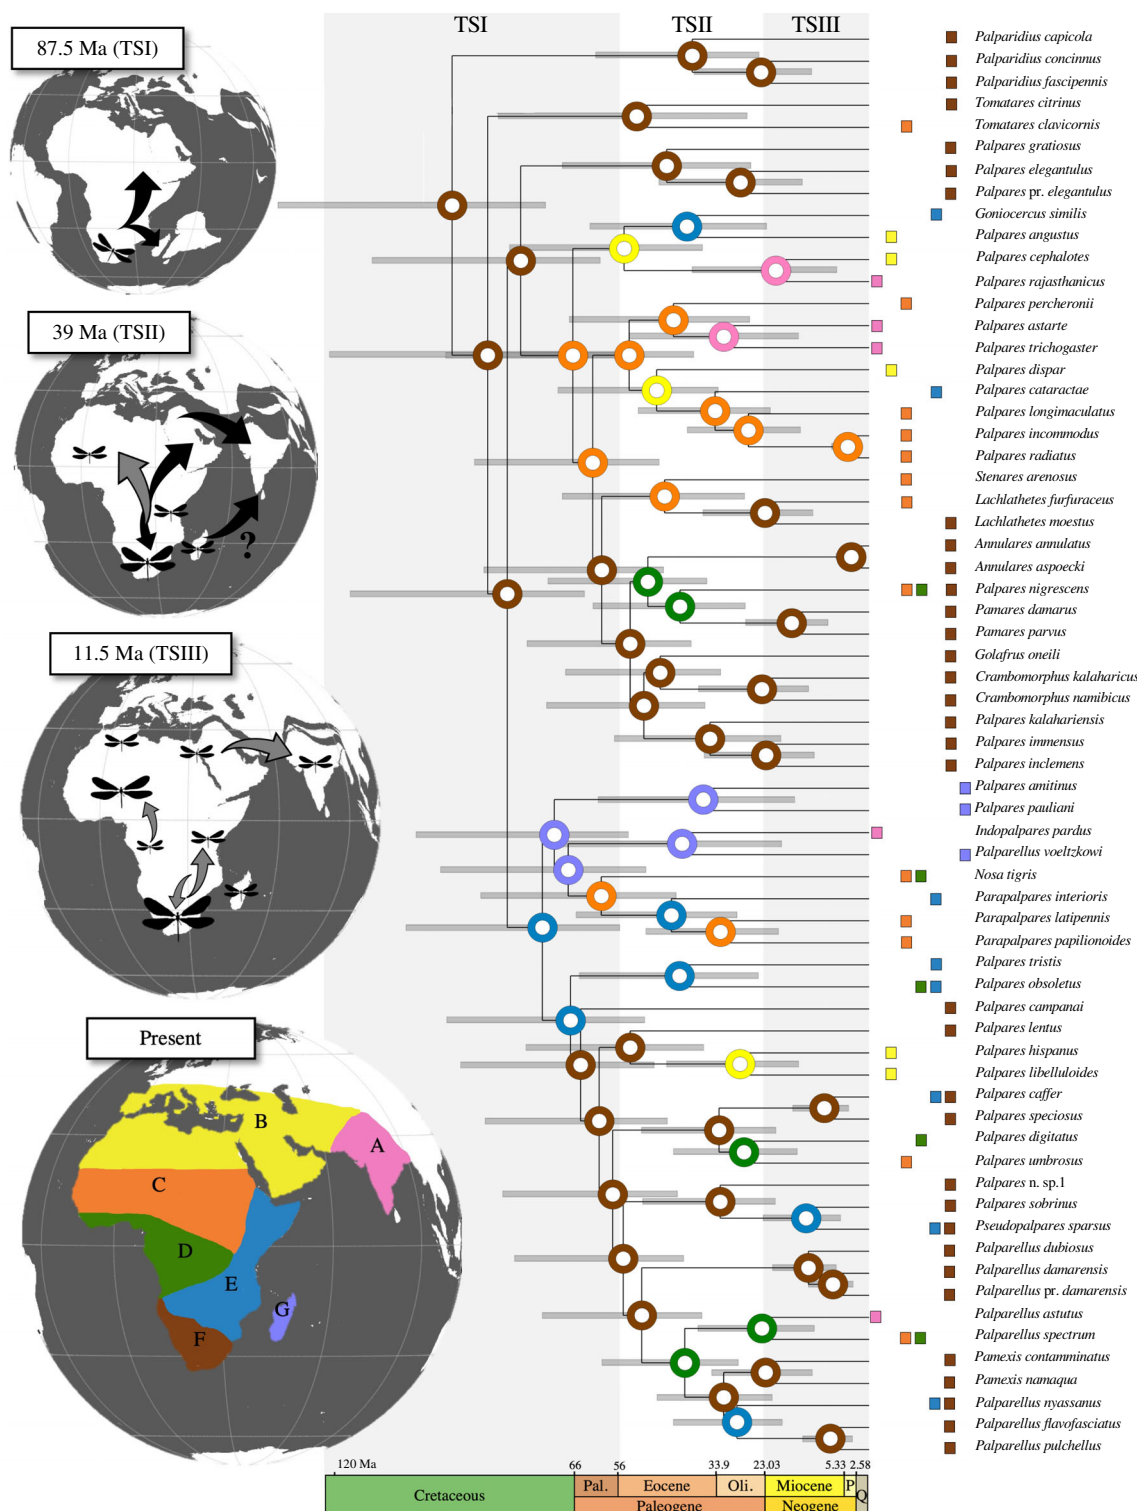 TSI
TSII
TSIII
87.5 Ma (TSI)
39 Ma (TSII)
?
11.5 Ma (TSIII)
Present
A
B
C
D
E
F
G
Palparidius capicola
Palparidius concinnus
Palparidius fascipennis
Tomatares citrinus
Tomatares clavicornis
Palpares gratiosus
Palpares elegantulus
Palpares pr. elegantulus
Goniocercus similis
Palpares angustus
Palpares cephalotes
Palpares rajasthanicus
Palpares percheronii
Palpares astarte
Palpares trichogaster
Palpares dispar
Palpares cataractae
Palpares longimaculatus
Palpares incommodus
Palpares radiatus
Stenares arenosus
Lachlathetes furfuraceus
Lachlathetes moestus
Annulares annulatus
Annulares aspoecki
Palpares nigrescens
Pamares damarus
Pamares parvus
Golafrus oneili
Crambomorphus kalaharicus
Crambomorphus namibicus
Palpares kalahariensis
Palpares immensus
Palpares inclemens
Palpares amitinus
Palpares pauliani
Indopalpares pardus
Palparellus voeltzkowi
Nosa tigris
Parapalpares interioris
Parapalpares latipennis
Parapalpares papilionoides
Palpares tristis
Palpares obsoletus
Palpares campanai
Palpares lentus
Palpares hispanus
Palpares libelluloides
Palpares caffer
Palpares speciosus
Palpares digitatus
Palpares umbrosus
Palpares n. sp.1
Palpares sobrinus
Pseudopalpares sparsus
Palparellus dubiosus
Palparellus damarensis
Palparellus pr. damarensis
Palparellus astutus
Palparellus spectrum
Pamexis contamminatus
Pamexis namaqua
Palparellus nyassanus
Palparellus flavofasciatus
Palparellus pulchellus
120 Ma 66 56 33.9 23.03 5.33 2.58
Cretaceous Pal. Eocene Oli. Miocene P Q
Paleogene Neogene